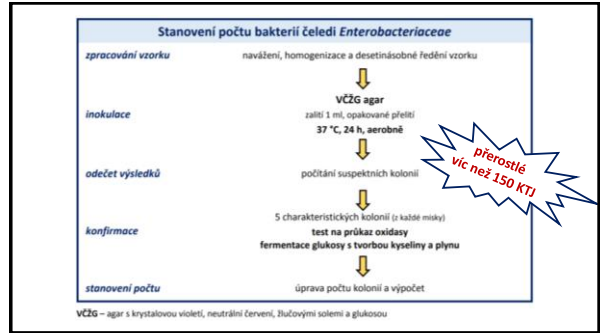 Stanovení počtu bakterií čeledi Enterobacteriaceae
zpracování vzorku navážení, homogenizace a desetinásobné ředění vzorku
VČŽG agar
inokulace zalití 1 ml, opakované přelití
37 °C, 24 h, aerobně
přerostlé
víc než 150 KTJ
odečet výsledků počítání suspektních kolonií
5 charakteristických kolonií (z každé misky)
konfirmace test na průkaz oxidasy
fermentace glukosy s tvorbou kyseliny a plynu
stanovení počtu úprava počtu kolonií a výpočet
VČŽG – agar s krystalovou violetí, neutrální červení, žlučovými solemi a glukosou